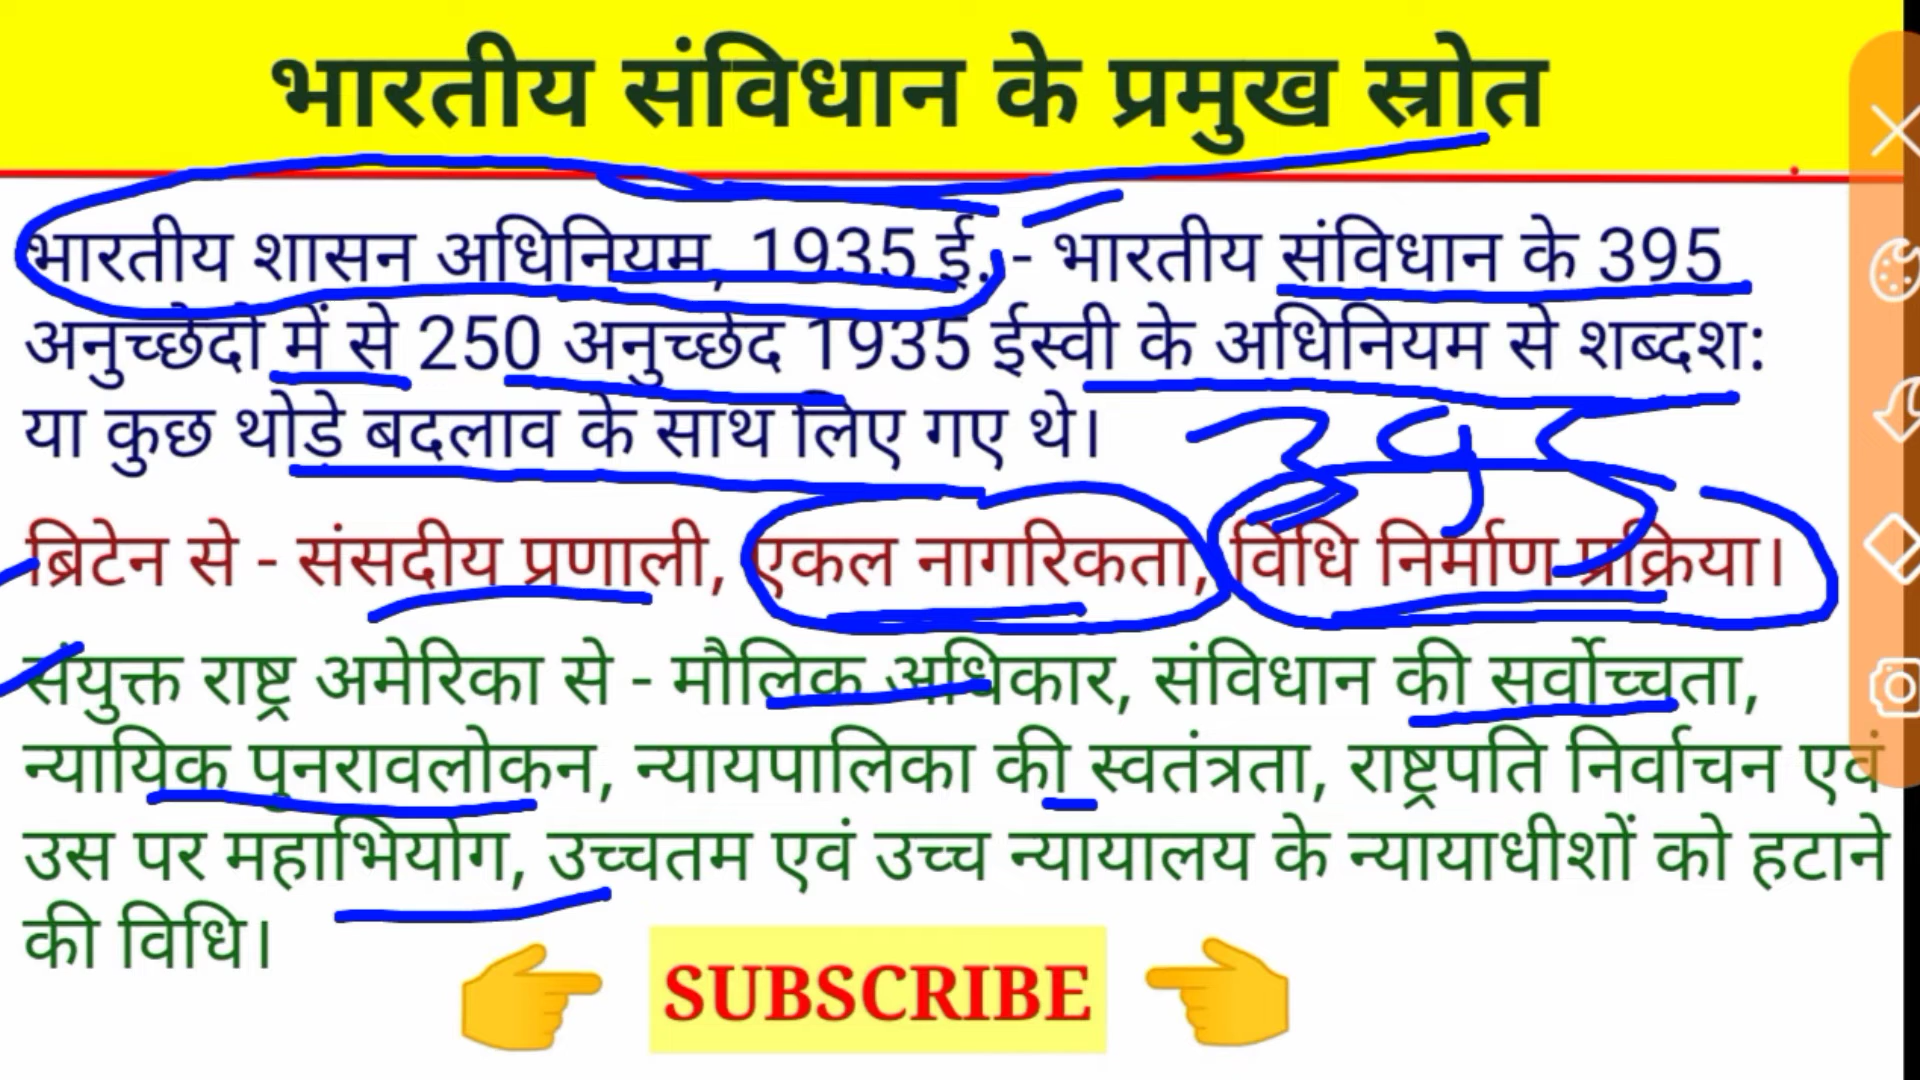 भारतीय संविधान के प्रमुख स्रोत
भारतीय शासन अधिनियम, 1935 ई. - भारतीय संविधान के 395
अनुच्छेदों में से 250 अनुच्छेद 1935 ईस्वी के अधिनियम से शब्दश:
या कुछ थोड़े बदलाव के साथ लिए गए थे।
395
ब्रिटेन से - संसदीय प्रणाली, एकल नागरिकता, विधि निर्माण प्रक्रिया।
संयुक्त राष्ट्र अमेरिका से - मौलिक अधिकार, संविधान की सर्वोच्चता,
न्यायिक पुनरावलोकन, न्यायपालिका की स्वतंत्रता, राष्ट्रपति निर्वाचन एवं
उस पर महाभियोग, उच्चतम एवं उच्च न्यायालय के न्यायाधीशों को हटाने
की विधि।
SUBSCRIBE